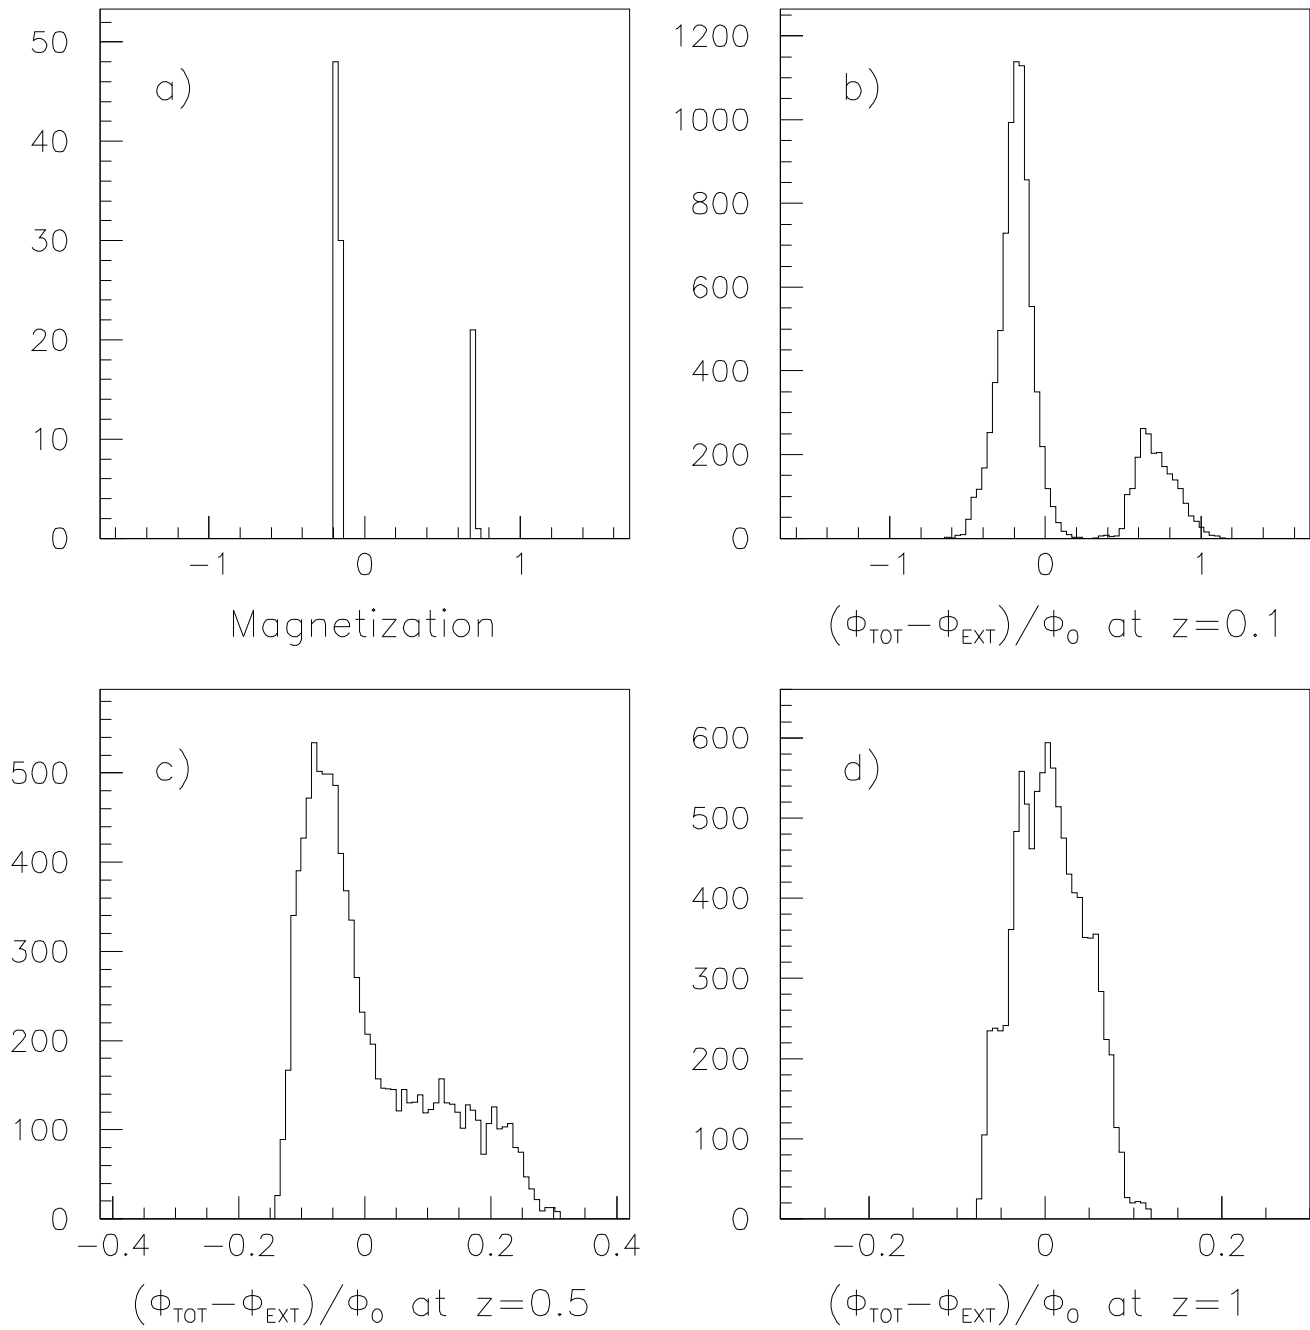 50
40
30
20
10
0
a)
−1 0 1
Magnetization
1200
1000
800
600
400
200
0
b)
−1 0 1
(Φ_TOT−Φ_EXT)/Φ_0 at z=0.1
500
400
300
200
100
0
c)
−0.4 −0.2 0 0.2 0.4
(Φ_TOT−Φ_EXT)/Φ_0 at z=0.5
600
500
400
300
200
100
0
d)
−0.2 0 0.2
(Φ_TOT−Φ_EXT)/Φ_0 at z=1